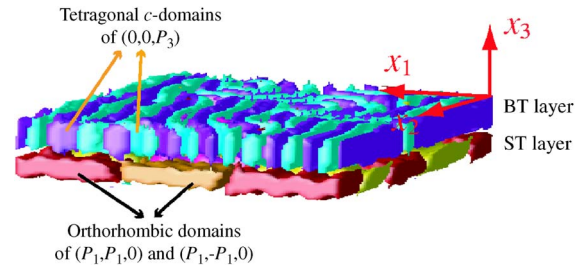 Tetragonal c-domains
of (0,0,P₃)
x₃
x₁
BT layer
ST layer
Orthorhombic domains
of (P₁,P₁,0) and (P₁,-P₁,0)